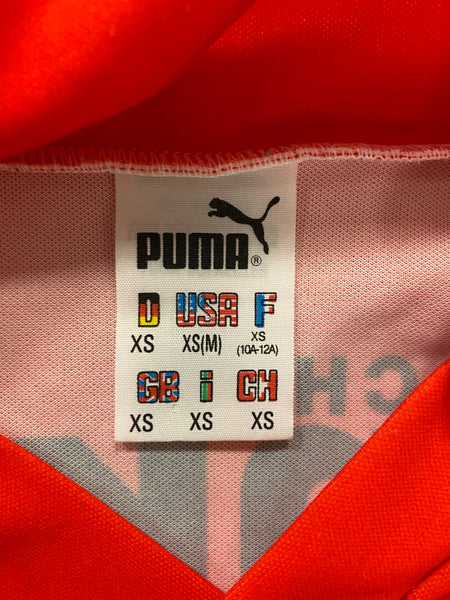 PUMA®
D USA F
XS XS(M) XS
(10A-12A)
GB i CH
XS XS XS
CH